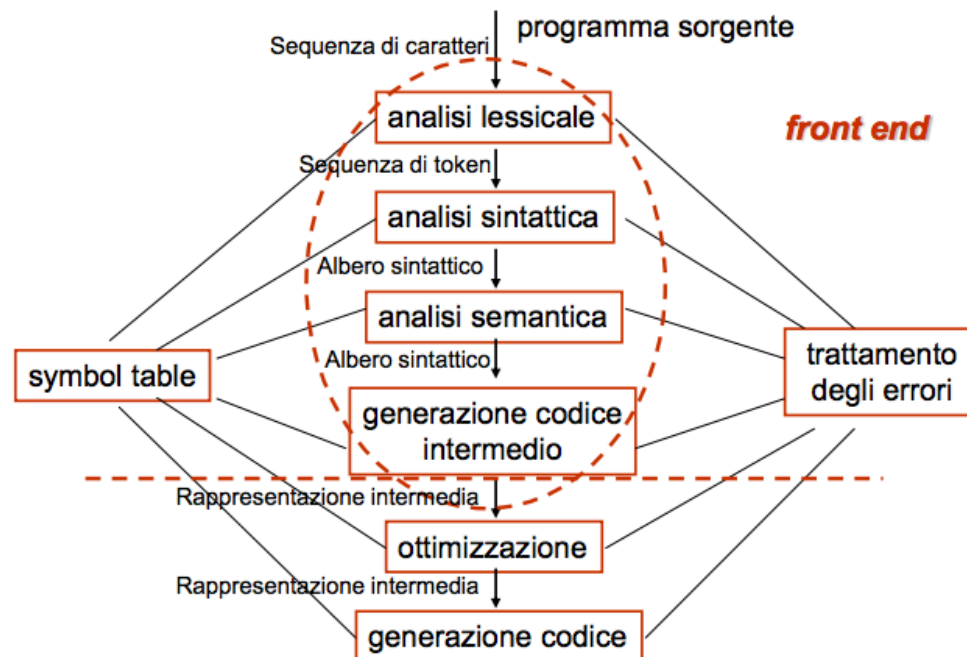 programma sorgente
Sequenza di caratteri
analisi lessicale
front end
Sequenza di token
analisi sintattica
Albero sintattico
analisi semantica
Albero sintattico
symbol table
trattamento
degli errori
generazione codice
intermedio
Rappresentazione intermedia
ottimizzazione
Rappresentazione intermedia
generazione codice